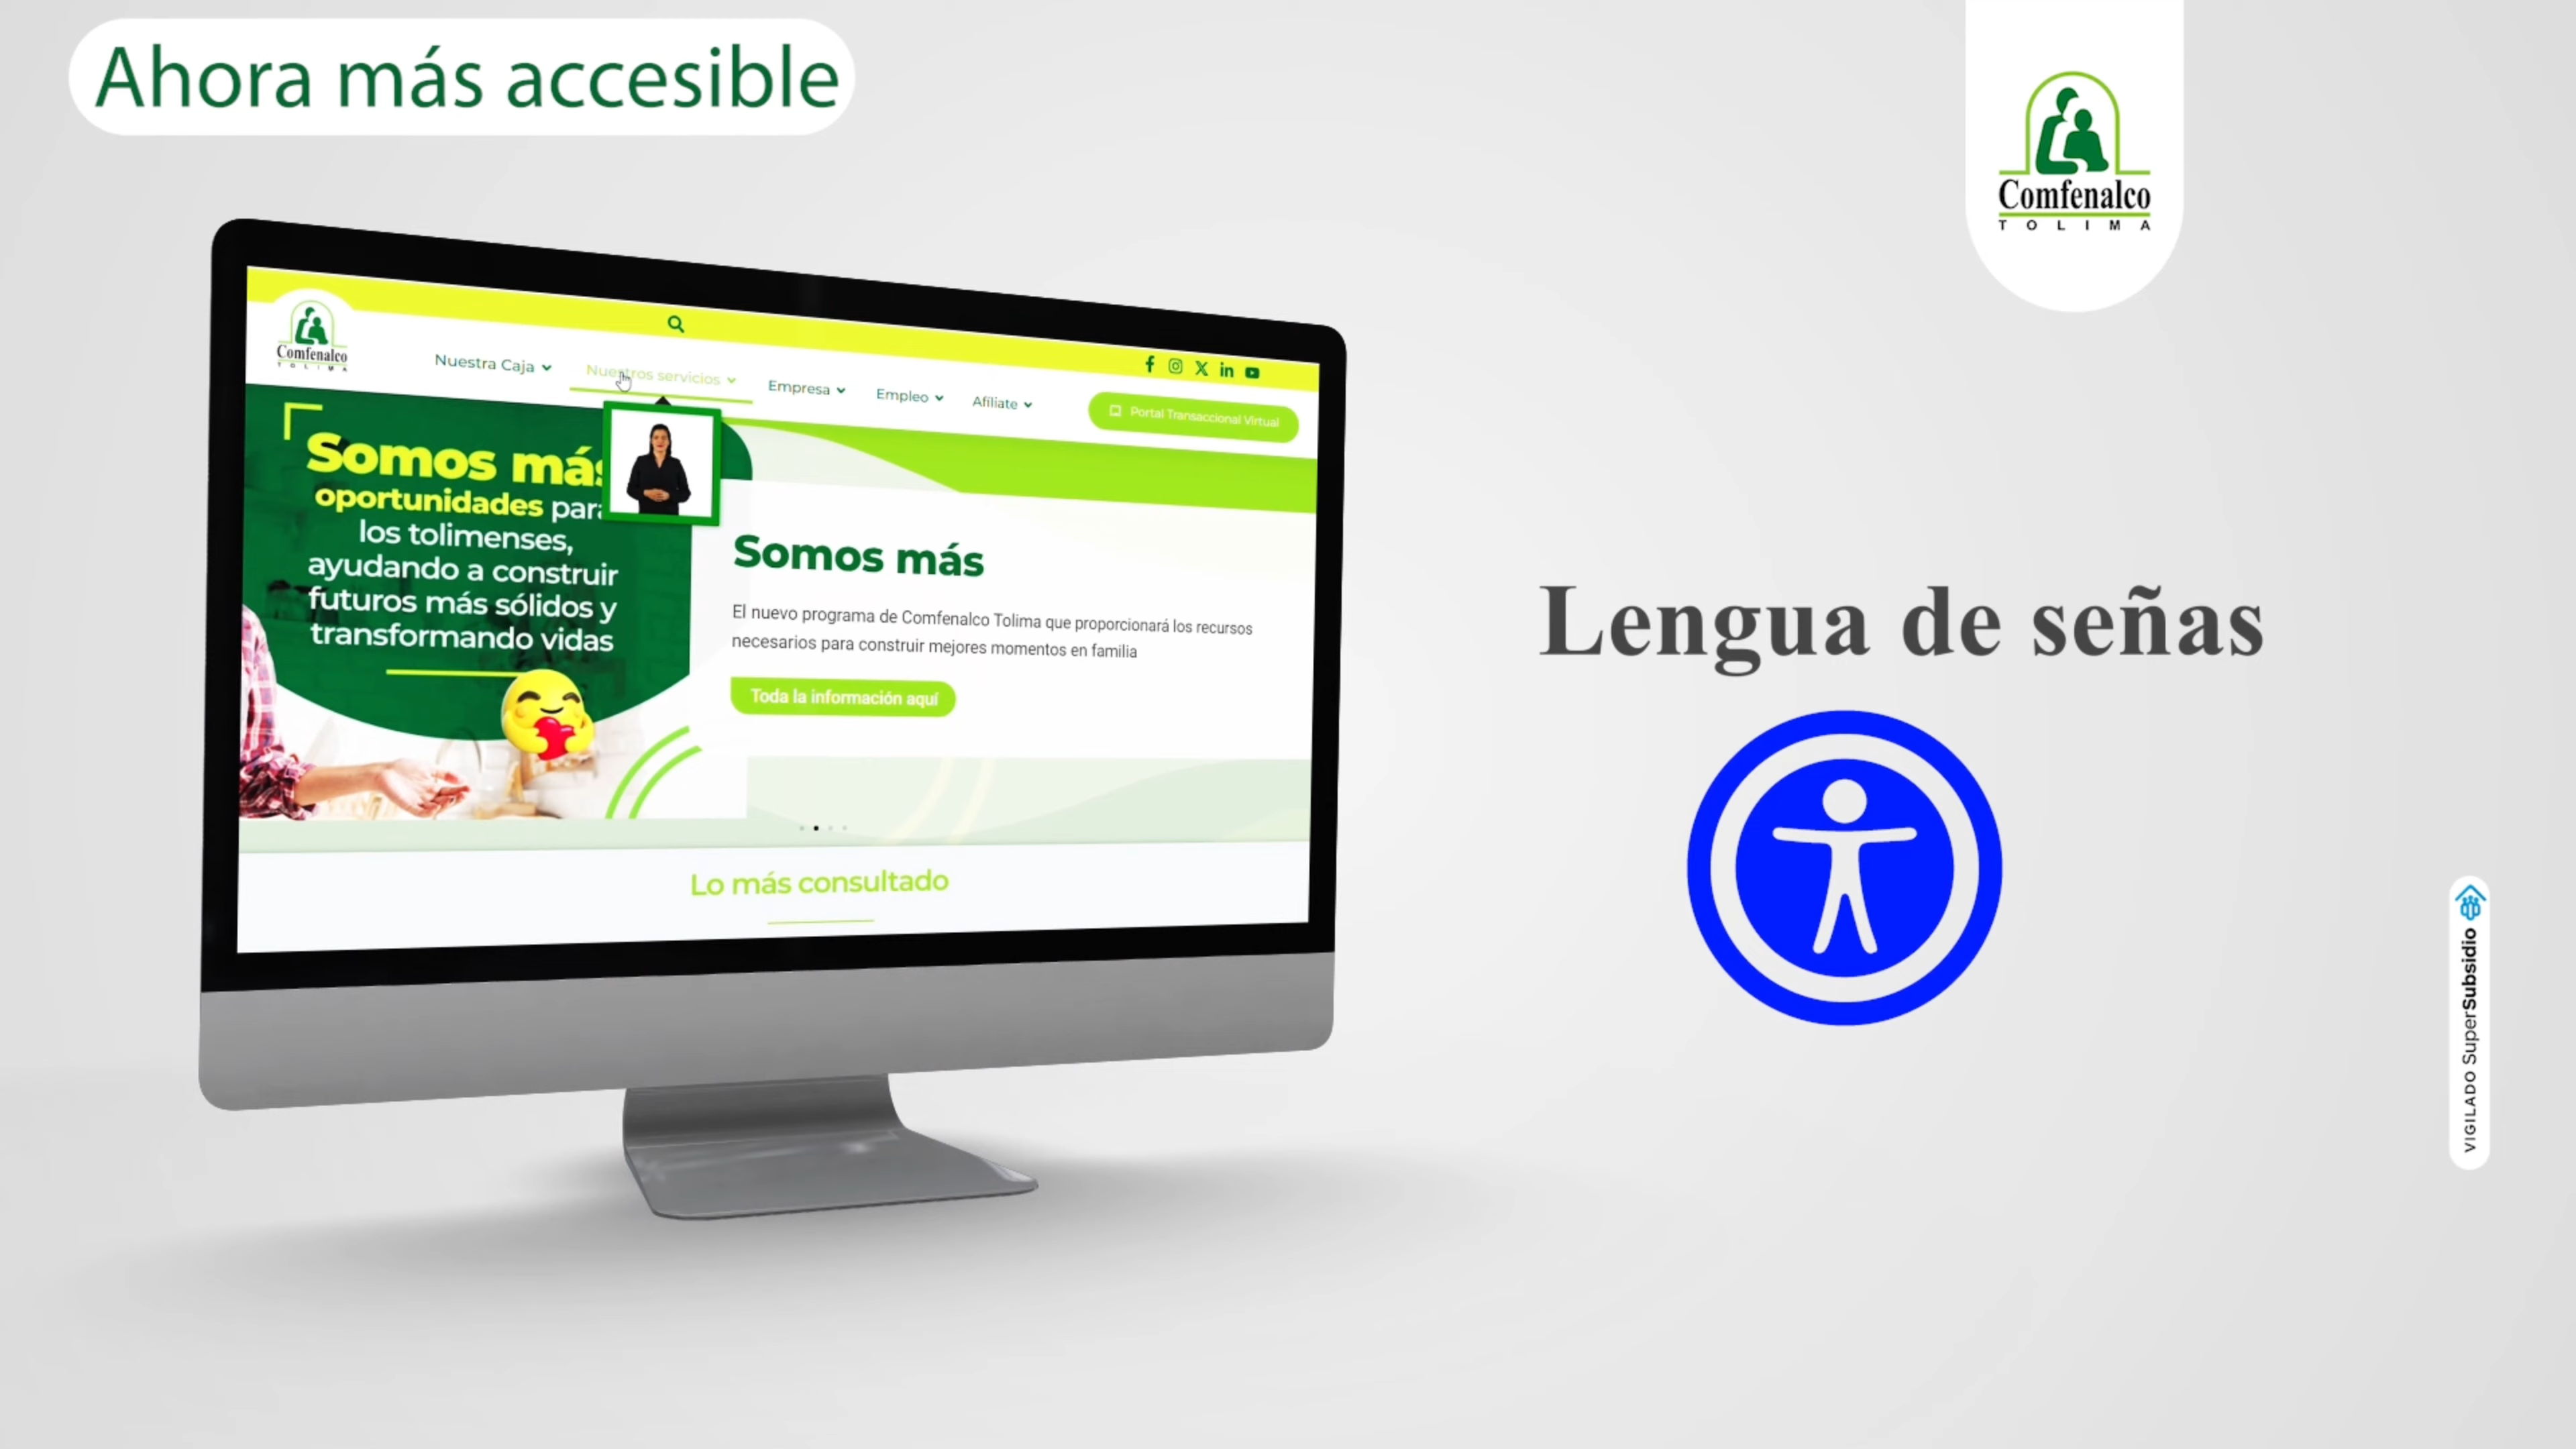 Ahora más accesible
Comfenalco
TOLIMA
Comfenalco
TOLIMA
Nuestra Caja
Nuestros servicios
Empresa
Empleo
Afíliate
Portal Transaccional Virtual
Somos más
oportunidades para
los tolimenses,
ayudando a construir
futuros más sólidos y
transformando vidas
Somos más
El nuevo programa de Comfenalco Tolima que proporcionará los recursos
necesarios para construir mejores momentos en familia
Toda la información aquí
Lo más consultado
Lengua de señas
VIGILADO SuperSubsidio